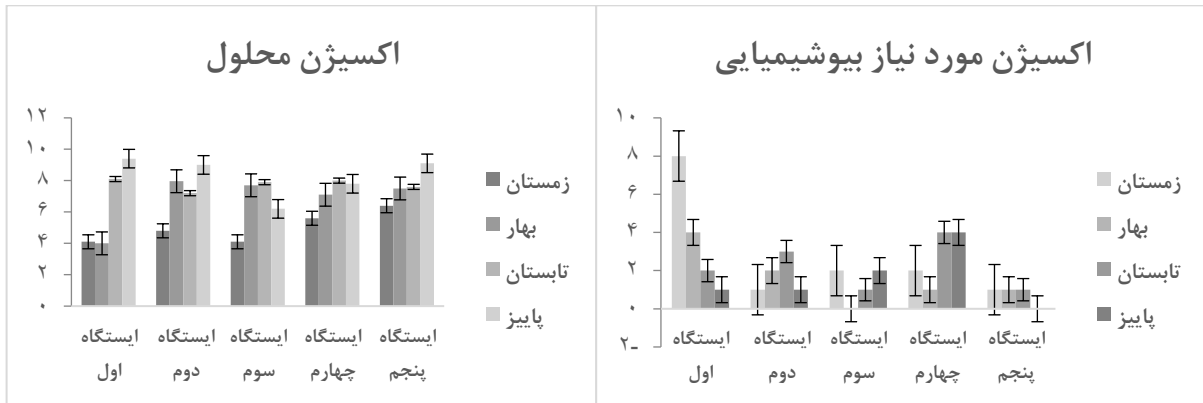 اکسیژن محلول
۱۲
۱۰
۸
۶
۴
۲
۰
ایستگاه اول
ایستگاه دوم
ایستگاه سوم
ایستگاه چهارم
ایستگاه پنجم
زمستان
بهار
تابستان
پاییز
اکسیژن مورد نیاز بیوشیمیایی
۱۰
۸
۶
۴
۲
۰
۲-
ایستگاه اول
ایستگاه دوم
ایستگاه سوم
ایستگاه چهارم
ایستگاه پنجم
زمستان
بهار
تابستان
پاییز